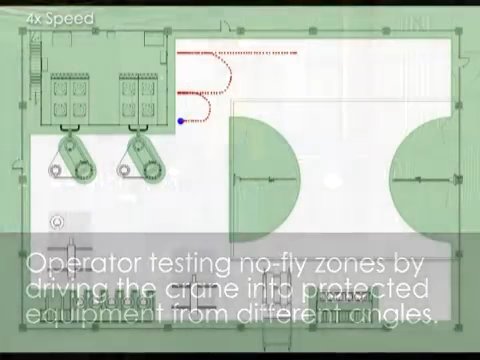 4x Speed
Operator testing no-fly zones by
driving the crane into protected
equipment from different angles.